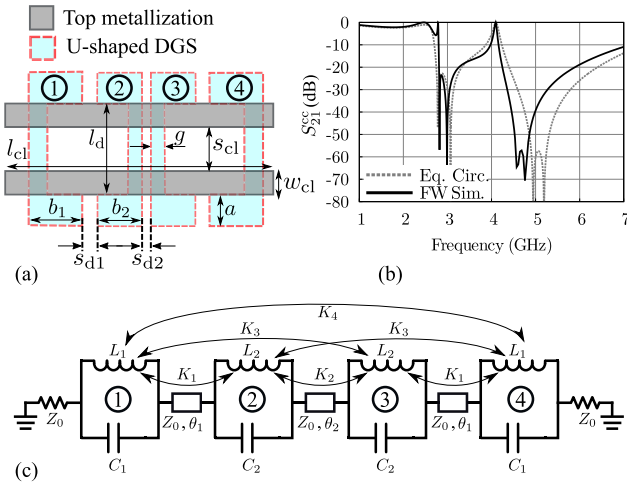 Top metallization
U-shaped DGS
(a)
1 2 3 4
l_cl l_d g s_cl
w_cl
b_1 b_2 a
s_d1 s_d2
S_21^cc (dB)
0
-10
-20
-30
-40
-50
-60
-70
-80
Eq. Circ.
FW Sim.
1 2 3 4 5 6 7
Frequency (GHz)
(b)
K_4
K_3 K_3
L_1 L_2 L_2 L_1
K_1 K_2 K_1
1 2 3 4
Z_0 Z_0,θ_1 Z_0,θ_2 Z_0,θ_1 Z_0
C_1 C_2 C_2 C_1
(c)